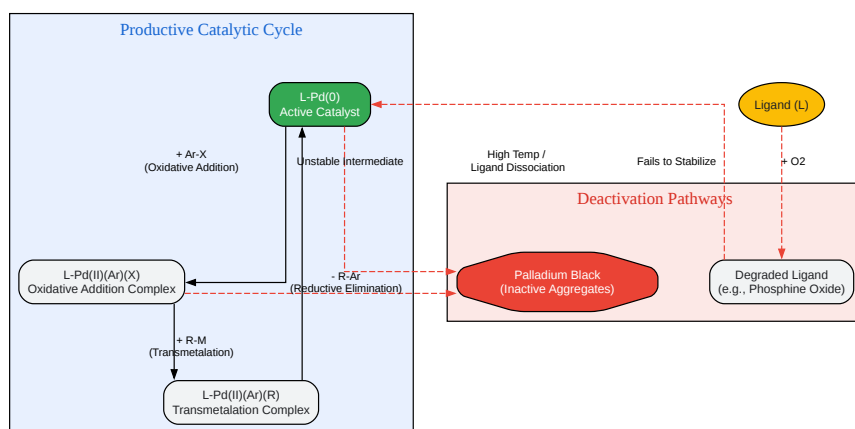 Productive Catalytic Cycle
L-Pd(0)
Active Catalyst
Ligand (L)
+ Ar-X
(Oxidative Addition)
Unstable Intermediate
High Temp /
Ligand Dissociation
Fails to Stabilize
+ O2
Deactivation Pathways
L-Pd(II)(Ar)(X)
Oxidative Addition Complex
- R-Ar
(Reductive Elimination)
Palladium Black
(Inactive Aggregates)
Degraded Ligand
(e.g., Phosphine Oxide)
+ R-M
(Transmetalation)
L-Pd(II)(Ar)(R)
Transmetalation Complex